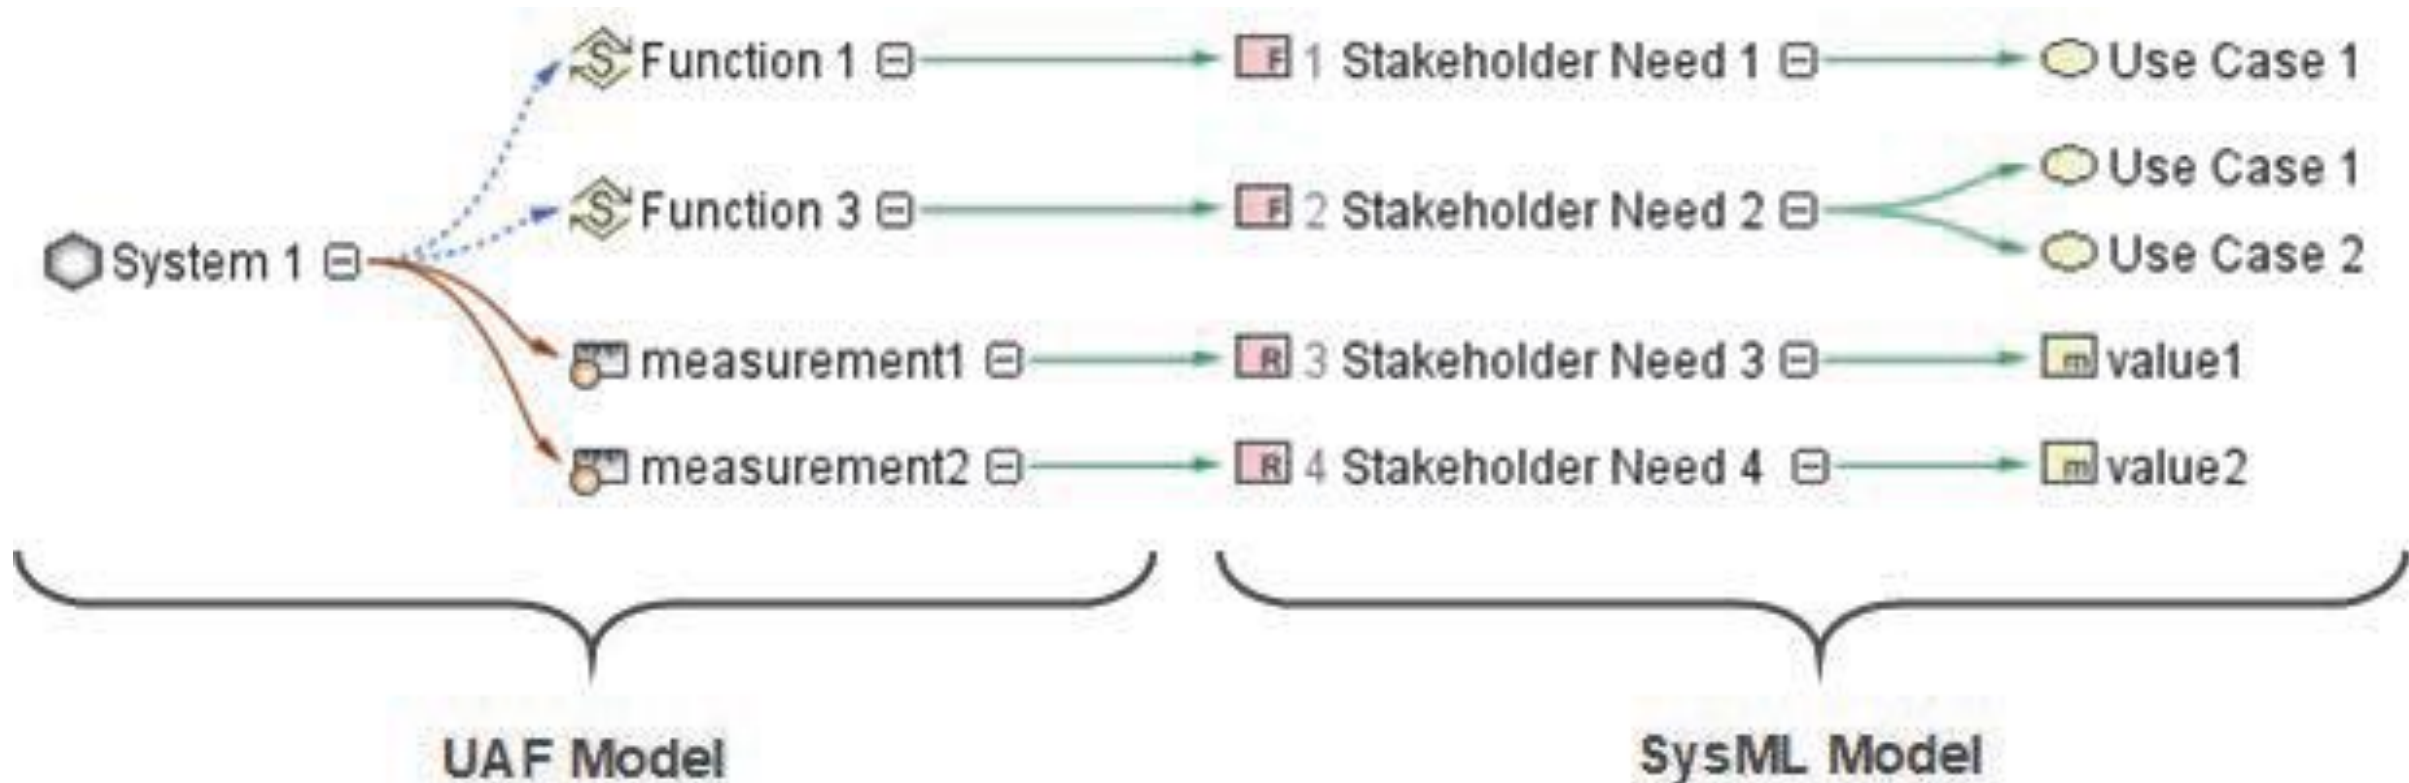 Function 1 1 Stakeholder Need 1 Use Case 1
Use Case 1
Function 3 2 Stakeholder Need 2
Use Case 2
System 1
measurement1 3 Stakeholder Need 3 value1
measurement2 4 Stakeholder Need 4 value2
UAF Model SysML Model